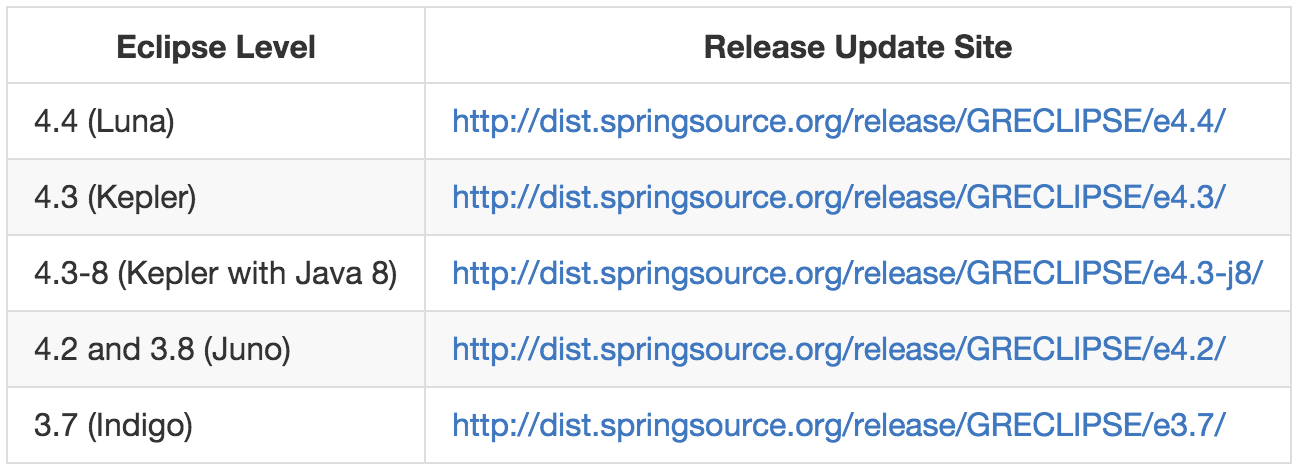 Eclipse Level Release Update Site
4.4 (Luna) http://dist.springsource.org/release/GRECLIPSE/e4.4/
4.3 (Kepler) http://dist.springsource.org/release/GRECLIPSE/e4.3/
4.3-8 (Kepler with Java 8) http://dist.springsource.org/release/GRECLIPSE/e4.3-j8/
4.2 and 3.8 (Juno) http://dist.springsource.org/release/GRECLIPSE/e4.2/
3.7 (Indigo) http://dist.springsource.org/release/GRECLIPSE/e3.7/